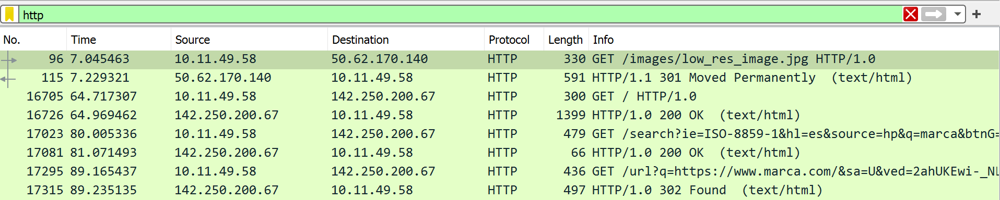 http
No. Time Source Destination Protocol Length Info
96 7.045463 10.11.49.58 50.62.170.140 HTTP 330 GET /images/low_res_image.jpg HTTP/1.0
115 7.229321 50.62.170.140 10.11.49.58 HTTP 591 HTTP/1.1 301 Moved Permanently (text/html)
16705 64.717307 10.11.49.58 142.250.200.67 HTTP 300 GET / HTTP/1.0
16726 64.969462 142.250.200.67 10.11.49.58 HTTP 1399 HTTP/1.0 200 OK (text/html)
17023 80.005336 10.11.49.58 142.250.200.67 HTTP 479 GET /search?ie=ISO-8859-1&hl=es&source=hp&q=marca&btnG=
17081 81.071493 142.250.200.67 10.11.49.58 HTTP 66 HTTP/1.0 200 OK (text/html)
17295 89.165437 10.11.49.58 142.250.200.67 HTTP 436 GET /url?q=https://www.marca.com/&sa=U&ved=2ahUKEwi-_NL
17315 89.235135 142.250.200.67 10.11.49.58 HTTP 497 HTTP/1.0 302 Found (text/html)